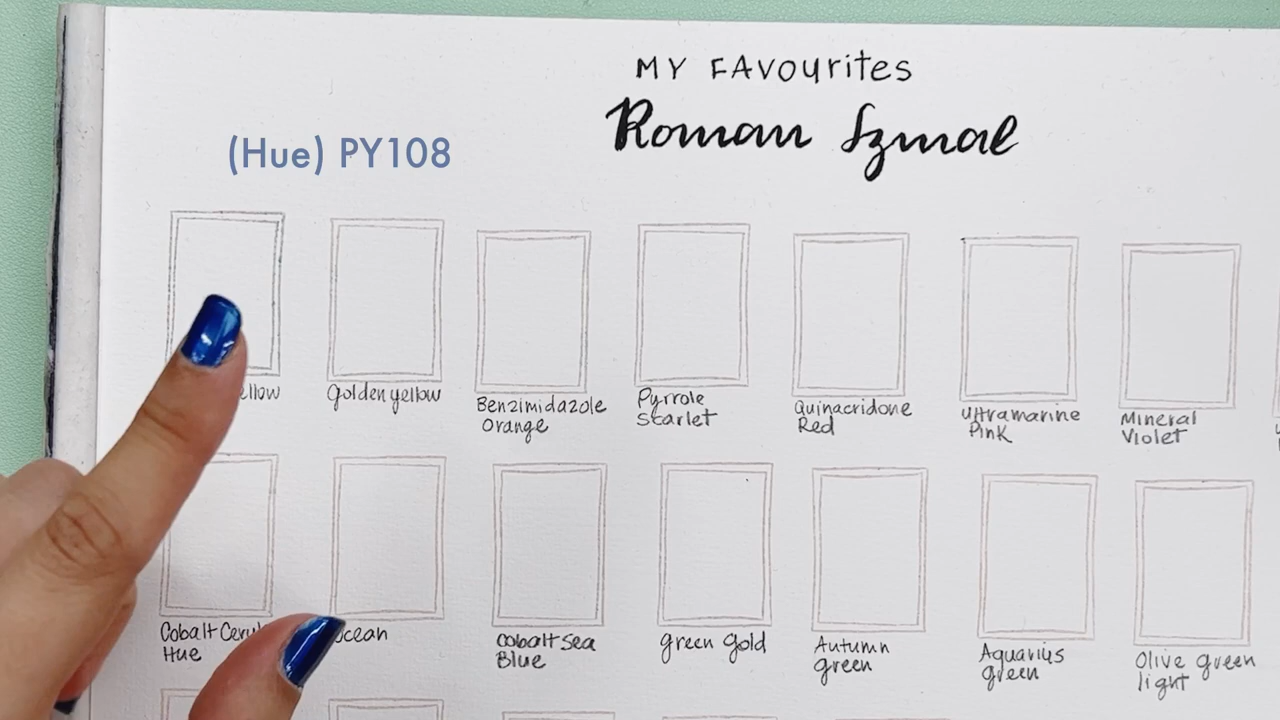 MY FAVOURITES
Roman Szmal
(Hue) PY108
Golden yellow
Benzimidazole
Orange
Pyrrole
Scarlet
Quinacridone
Red
Ultramarine
Pink
Mineral
Violet
Cobalt
Hue
Cobalt Sea
Blue
Green Gold
Autumn
green
Aquarius
green
Olive green
light